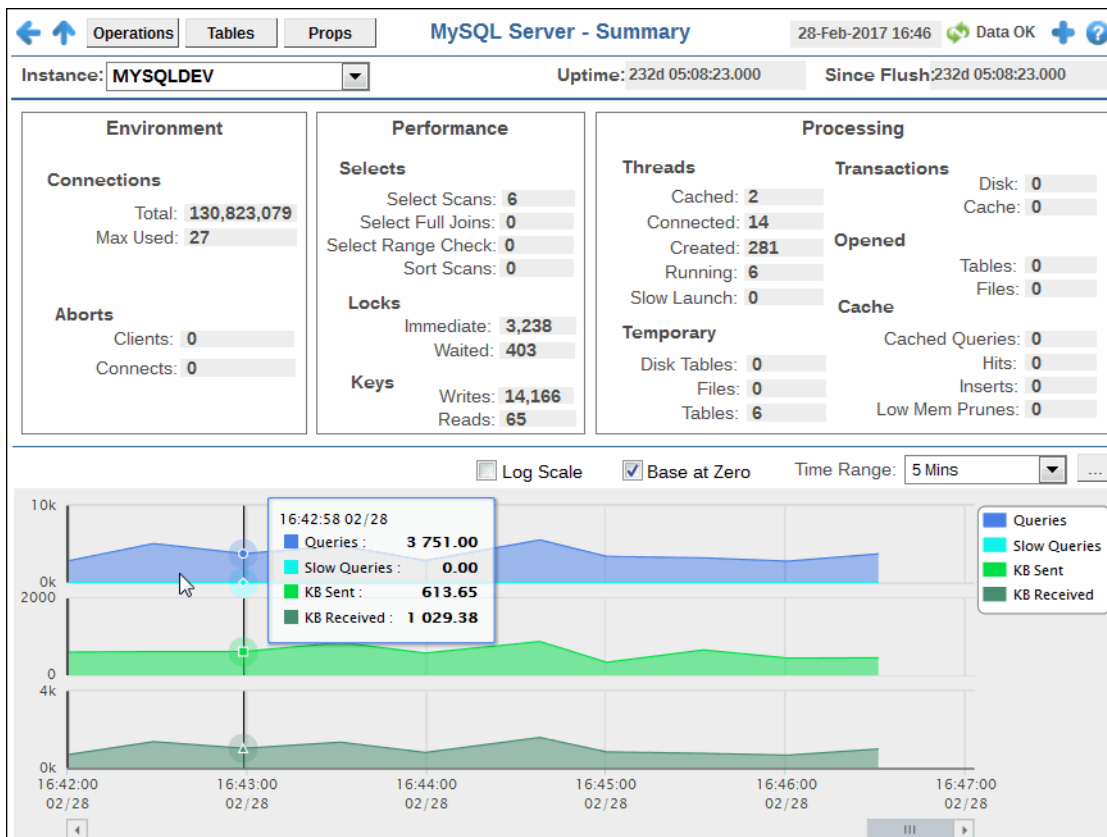 Operations Tables Props MySQL Server - Summary 28-Feb-2017 16:46 Data OK
Instance: MYSQLDEV Uptime: 232d 05:08:23.000 Since Flush: 232d 05:08:23.000
Environment
Connections
Total: 130,823,079
Max Used: 27
Aborts
Clients: 0
Connects: 0
Performance
Selects
Select Scans: 6
Select Full Joins: 0
Select Range Check: 0
Sort Scans: 0
Locks
Immediate: 3,238
Waited: 403
Keys
Writes: 14,166
Reads: 65
Processing
Threads
Cached: 2
Connected: 14
Created: 281
Running: 6
Slow Launch: 0
Temporary
Disk Tables: 0
Files: 0
Tables: 6
Transactions
Disk: 0
Cache: 0
Opened
Tables: 0
Files: 0
Cache
Cached Queries: 0
Hits: 0
Inserts: 0
Low Mem Prunes: 0
Log Scale Base at Zero Time Range: 5 Mins ...
10k
0k
2000
0
4k
0k
16:42:58 02/28
Queries : 3 751.00
Slow Queries : 0.00
KB Sent : 613.65
KB Received : 1 029.38
Queries
Slow Queries
KB Sent
KB Received
16:42:00 16:43:00 16:44:00 16:45:00 16:46:00 16:47:00
02/28 02/28 02/28 02/28 02/28 02/28